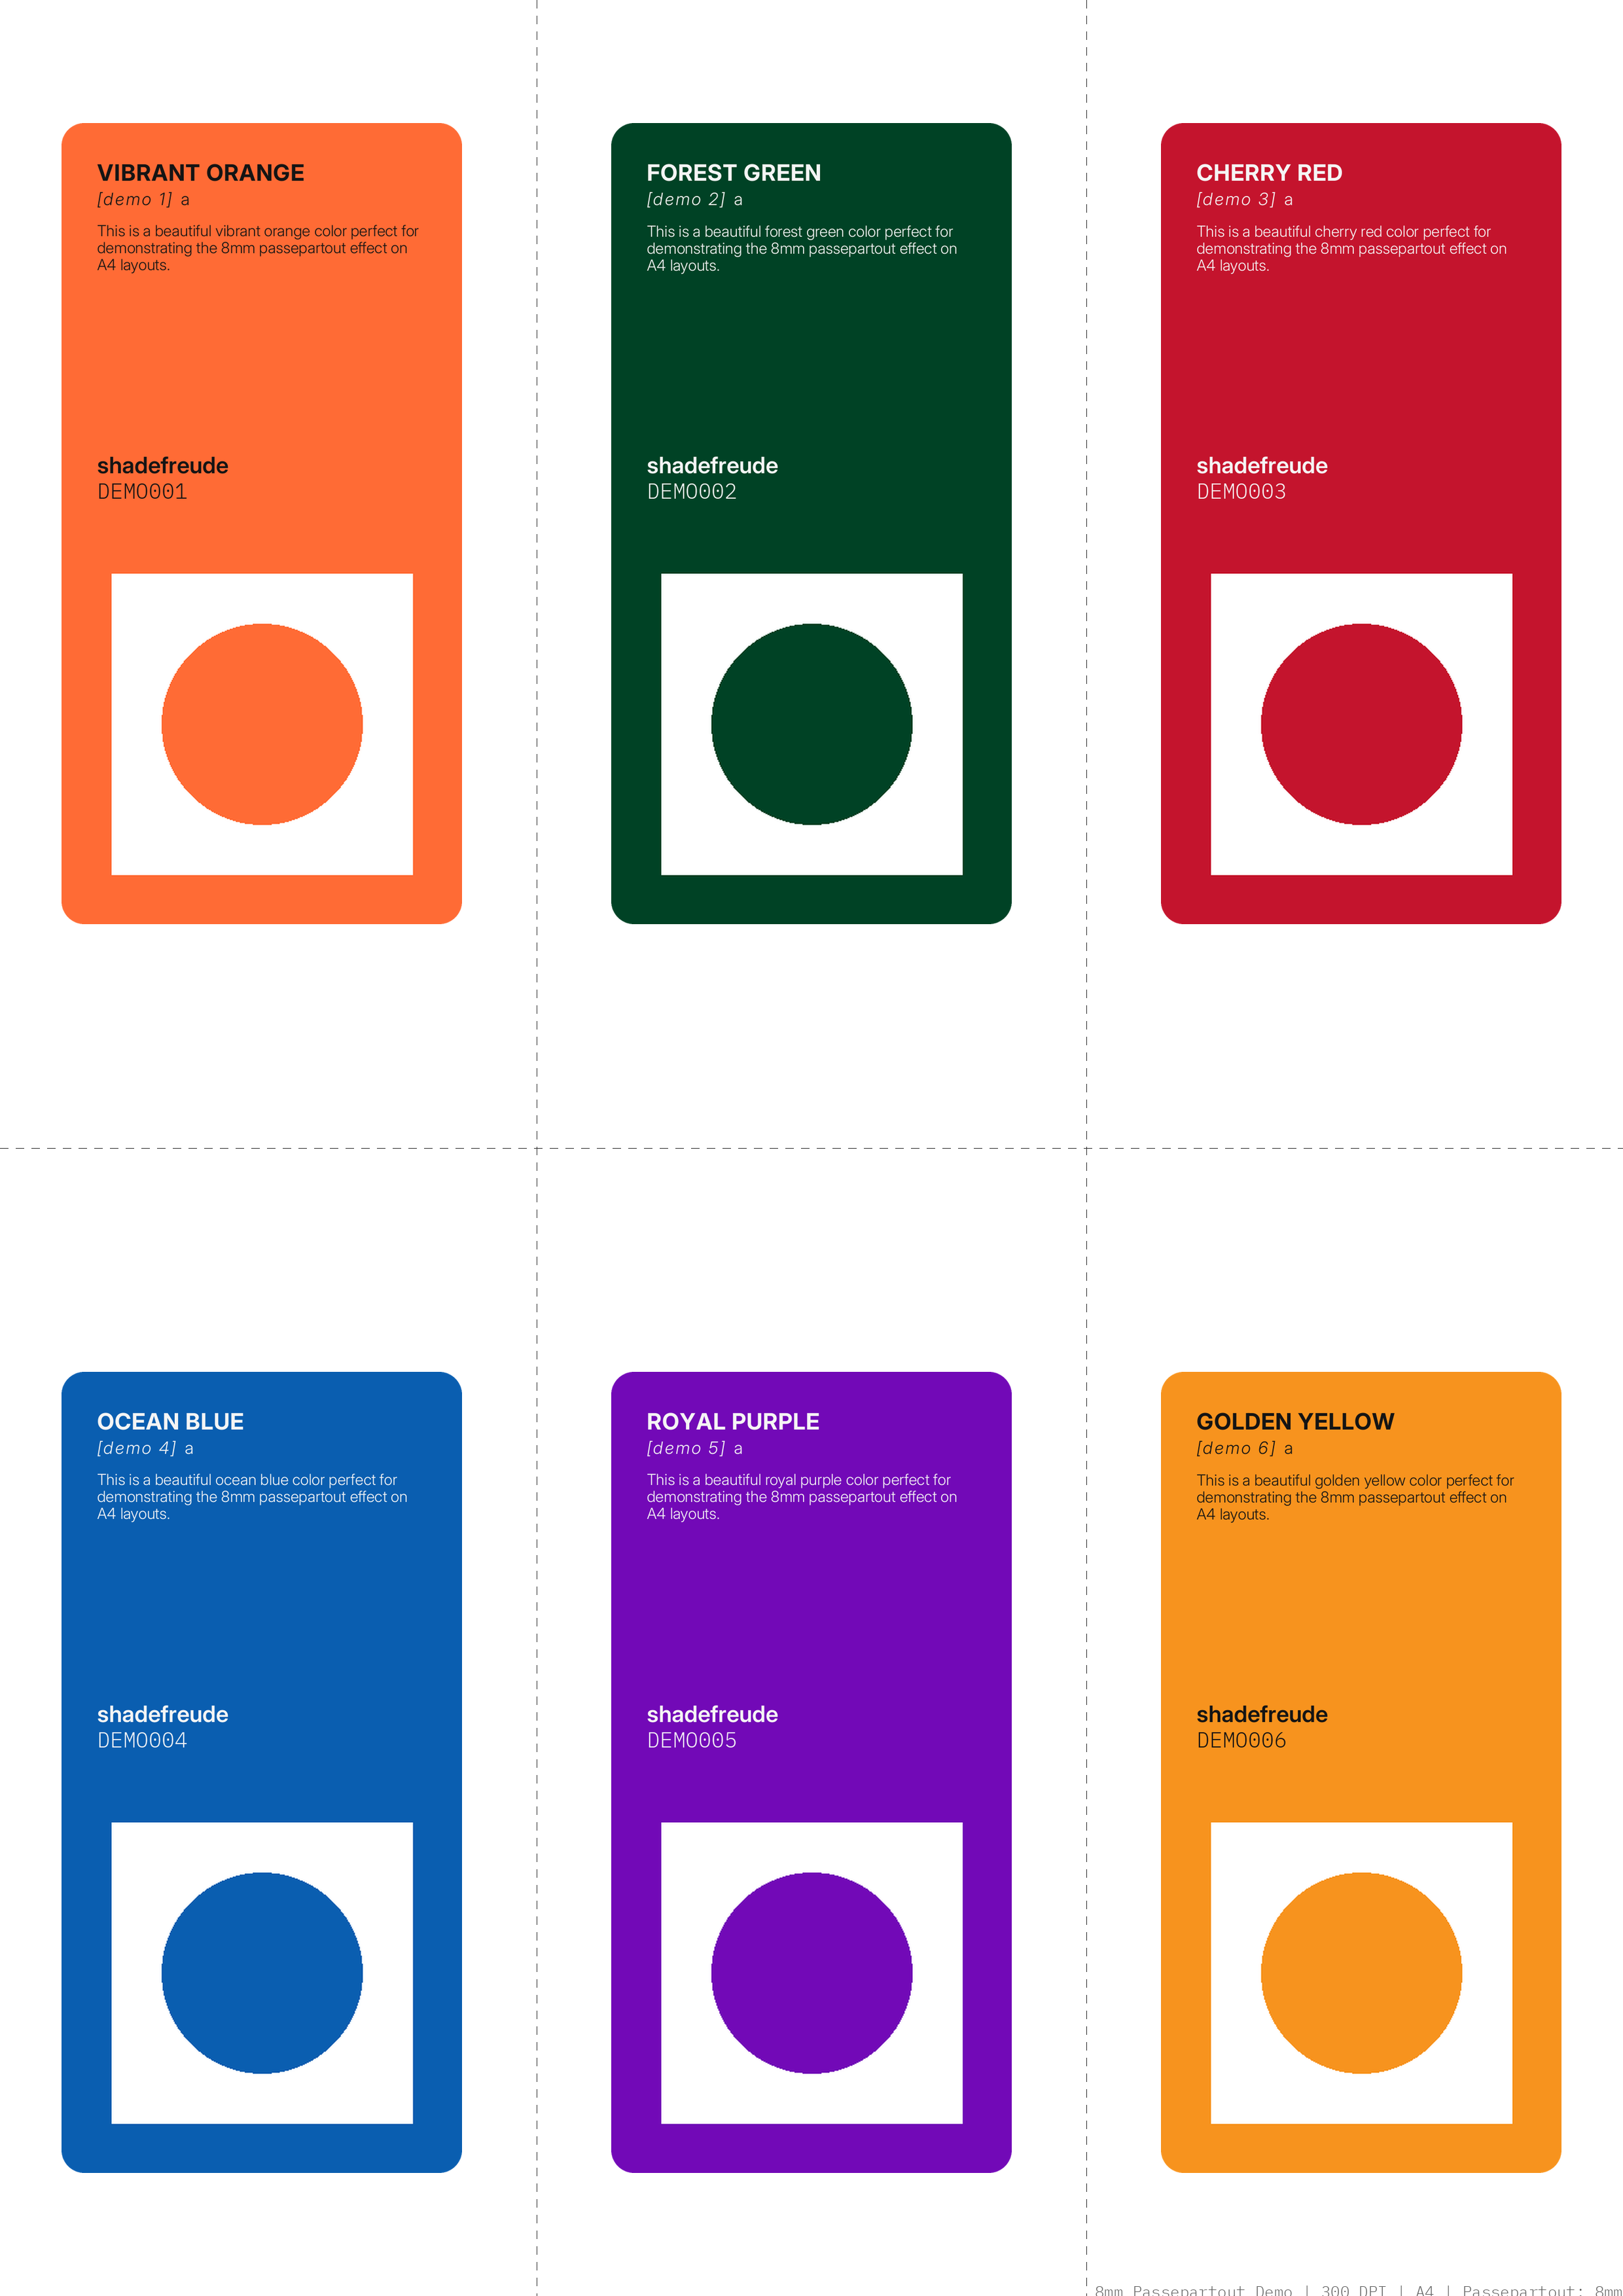 VIBRANT ORANGE
[demo 1] a
This is a beautiful vibrant orange color perfect for
demonstrating the 8mm passepartout effect on
A4 layouts.
shadefreude
DEMO001
FOREST GREEN
[demo 2] a
This is a beautiful forest green color perfect for
demonstrating the 8mm passepartout effect on
A4 layouts.
shadefreude
DEMO002
CHERRY RED
[demo 3] a
This is a beautiful cherry red color perfect for
demonstrating the 8mm passepartout effect on
A4 layouts.
shadefreude
DEMO003
OCEAN BLUE
[demo 4] a
This is a beautiful ocean blue color perfect for
demonstrating the 8mm passepartout effect on
A4 layouts.
shadefreude
DEMO004
ROYAL PURPLE
[demo 5] a
This is a beautiful royal purple color perfect for
demonstrating the 8mm passepartout effect on
A4 layouts.
shadefreude
DEMO005
GOLDEN YELLOW
[demo 6] a
This is a beautiful golden yellow color perfect for
demonstrating the 8mm passepartout effect on
A4 layouts.
shadefreude
DEMO006
8mm Passepartout Demo | 300 DPI | A4 | Passepartout: 8mm